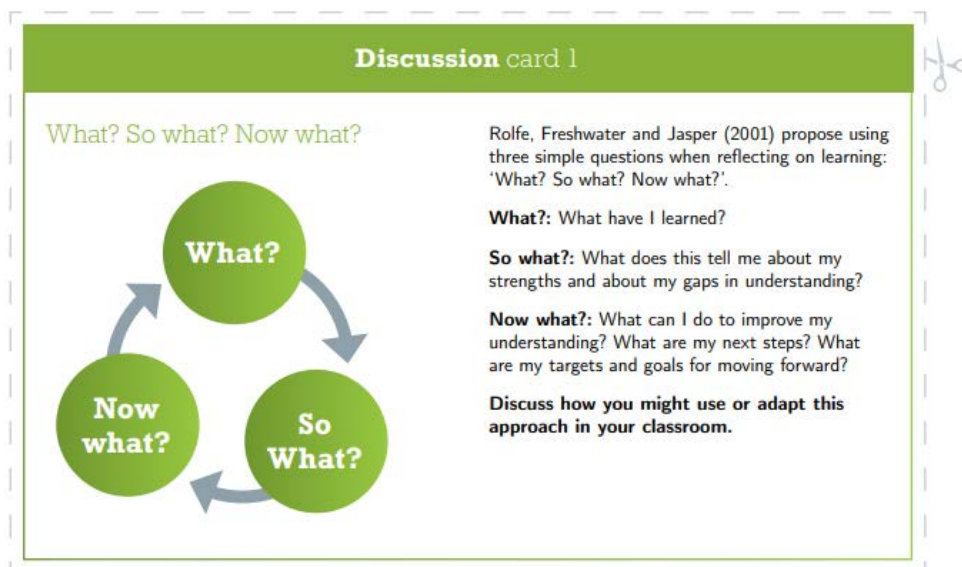 Discussion card 1
What? So what? Now what?
What?
So
What?
Now
what?
Rolfe, Freshwater and Jasper (2001) propose using
three simple questions when reflecting on learning:
‘What? So what? Now what?’.
What?: What have I learned?
So what?: What does this tell me about my
strengths and about my gaps in understanding?
Now what?: What can I do to improve my
understanding? What are my next steps? What
are my targets and goals for moving forward?
Discuss how you might use or adapt this
approach in your classroom.